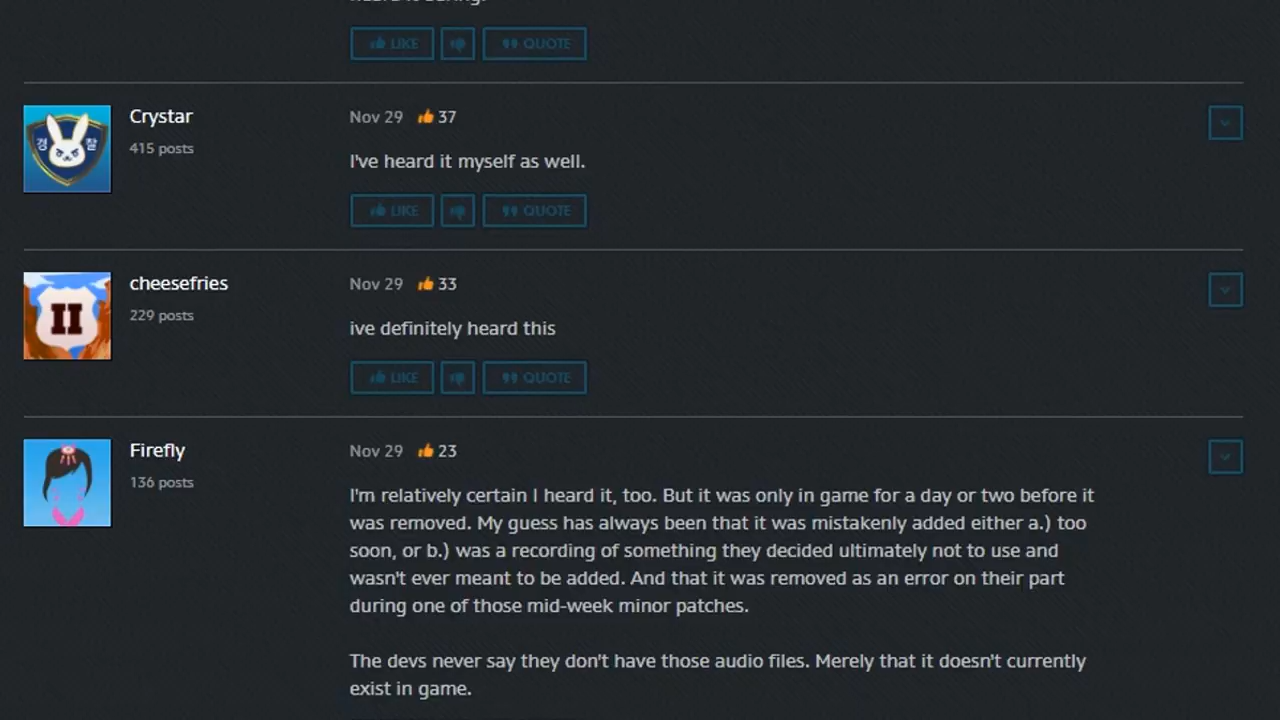 LIKE QUOTE
Crystar
415 posts
Nov 29 37
I've heard it myself as well.
LIKE QUOTE
경찰
cheesefries
229 posts
Nov 29 33
ive definitely heard this
LIKE QUOTE
II
Firefly
136 posts
Nov 29 23
I'm relatively certain I heard it, too. But it was only in game for a day or two before it
was removed. My guess has always been that it was mistakenly added either a.) too
soon, or b.) was a recording of something they decided ultimately not to use and
wasn't ever meant to be added. And that it was removed as an error on their part
during one of those mid-week minor patches.
The devs never say they don't have those audio files. Merely that it doesn't currently
exist in game.